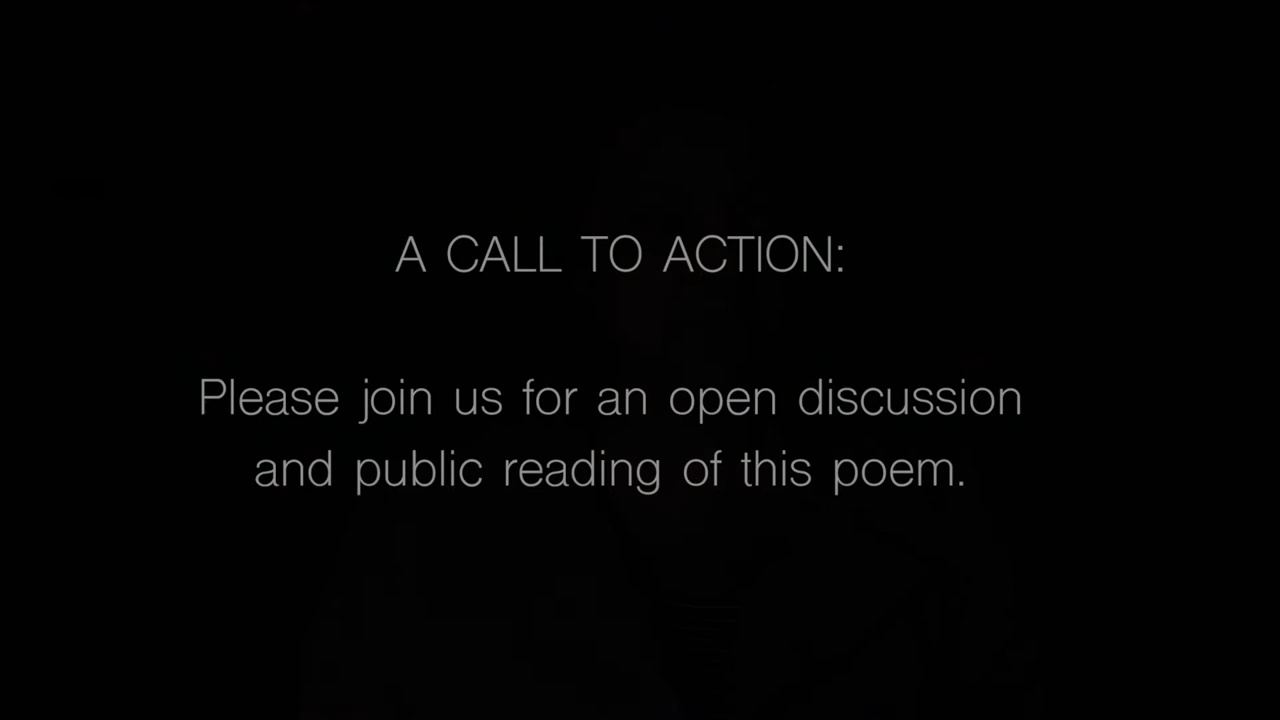 A CALL TO ACTION:
Please join us for an open discussion
and public reading of this poem.